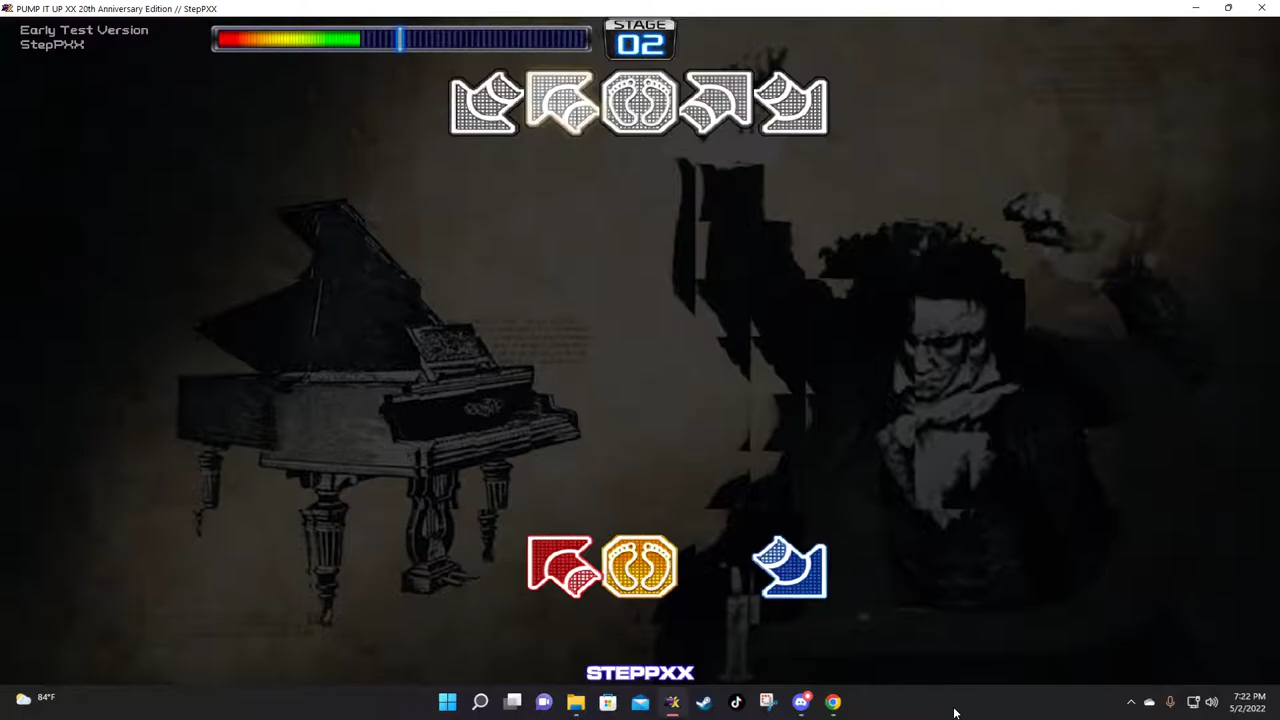 PUMP IT UP XX 20th Anniversary Edition // StepPXX
Early Test Version
StepPXX
STAGE
02
STEPPXX
84°F
7:22 PM
5/2/2022